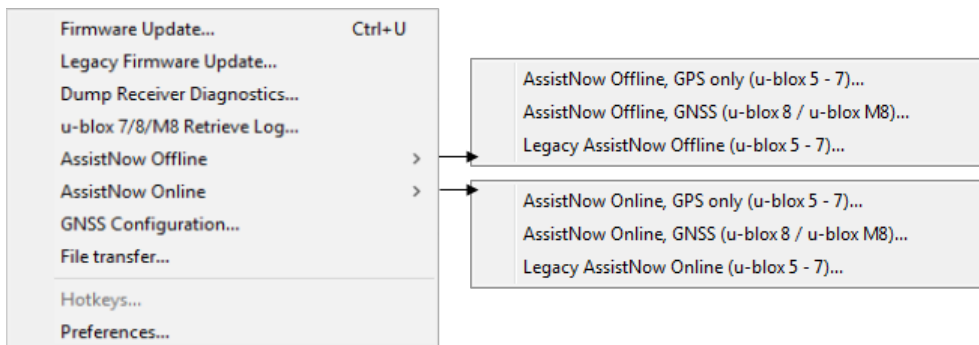 Firmware Update... Ctrl+U
Legacy Firmware Update...
Dump Receiver Diagnostics...
u-blox 7/8/M8 Retrieve Log...
AssistNow Offline >
AssistNow Online >
GNSS Configuration...
File transfer...
Hotkeys...
Preferences...
AssistNow Offline, GPS only (u-blox 5 - 7)...
AssistNow Offline, GNSS (u-blox 8 / u-blox M8)...
Legacy AssistNow Offline (u-blox 5 - 7)...
AssistNow Online, GPS only (u-blox 5 - 7)...
AssistNow Online, GNSS (u-blox 8 / u-blox M8)...
Legacy AssistNow Online (u-blox 5 - 7)...